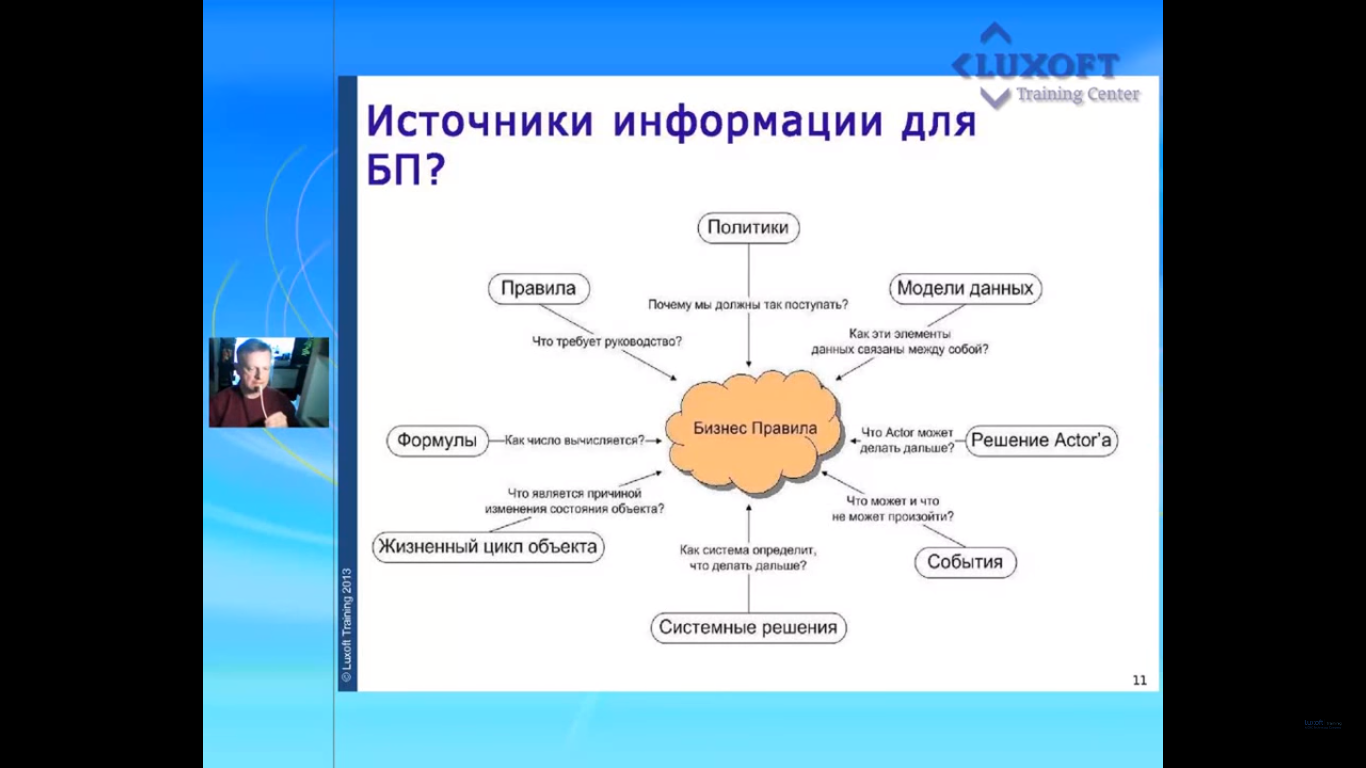 LUXOFT
Training Center
Источники информации для
БП?
Политики
Правила
Модели данных
Почему мы должны так поступать?
Что требует руководство?
Как эти элементы
данных связаны между собой?
Бизнес Правила
Формулы
Как число вычисляется?
Что Actor может
делать дальше?
Решение Actor’а
Что является причиной
изменения состояния объекта?
Что может и что
не может произойти?
Жизненный цикл объекта
Как система определит,
что делать дальше?
События
Системные решения
© Luxoft Training 2013
11